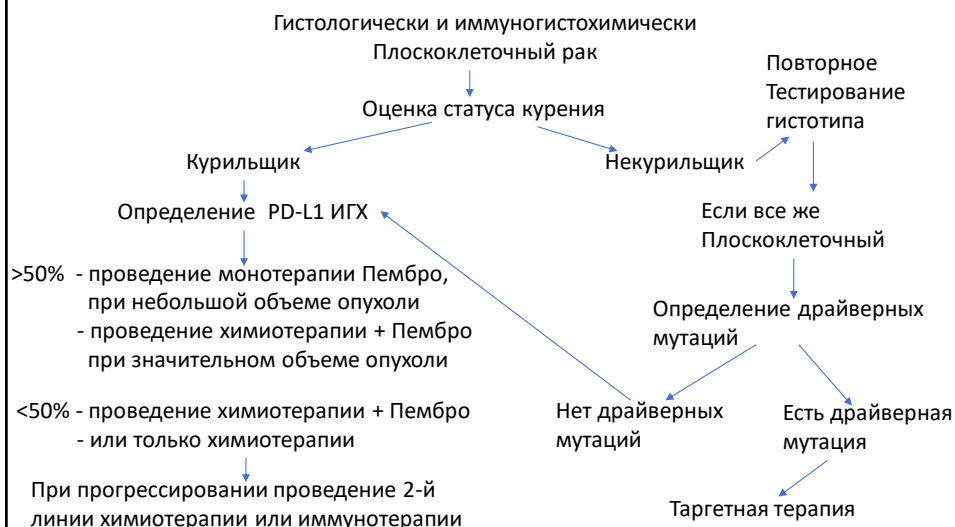 Гистологически и иммуногистохимически
Плоскоклеточный рак
Оценка статуса курения
Курильщик
Некурильщик
Повторное
Тестирование
гистотипа
Определение PD-L1 ИГХ
Если все же
Плоскоклеточный
>50% - проведение монотерапии Пембро,
при небольшой объеме опухоли
- проведение химиотерапии + Пембро
при значительном объеме опухоли
Определение драйверных
мутаций
<50% - проведение химиотерапии + Пембро
- или только химиотерапии
Нет драйверных
мутаций
Есть драйверная
мутация
При прогрессировании проведение 2-й
линии химиотерапии или иммунотерапии
Таргетная терапия